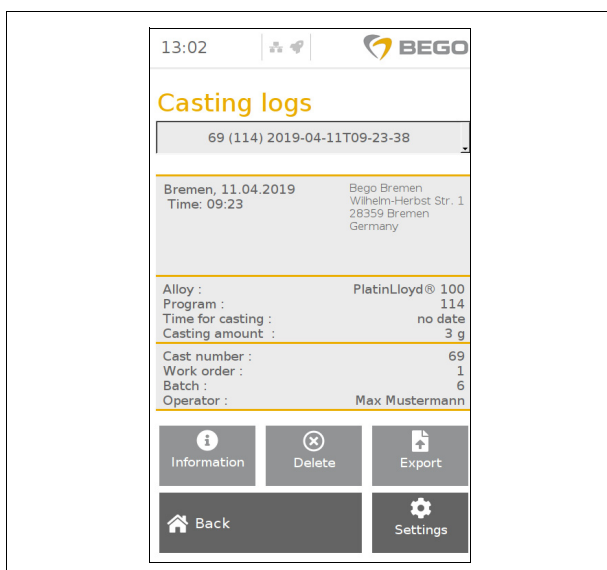 13:02
BEGO
Casting logs
69 (114) 2019-04-11T09-23-38
Bremen, 11.04.2019
Time: 09:23
Bego Bremen
Wilhelm-Herbst Str. 1
28359 Bremen
Germany
Alloy : PlatinLloyd® 100
Program : 114
Time for casting : no date
Casting amount : 3 g
Cast number : 69
Work order : 1
Batch : 6
Operator : Max Mustermann
Information
Delete
Export
Back
Settings